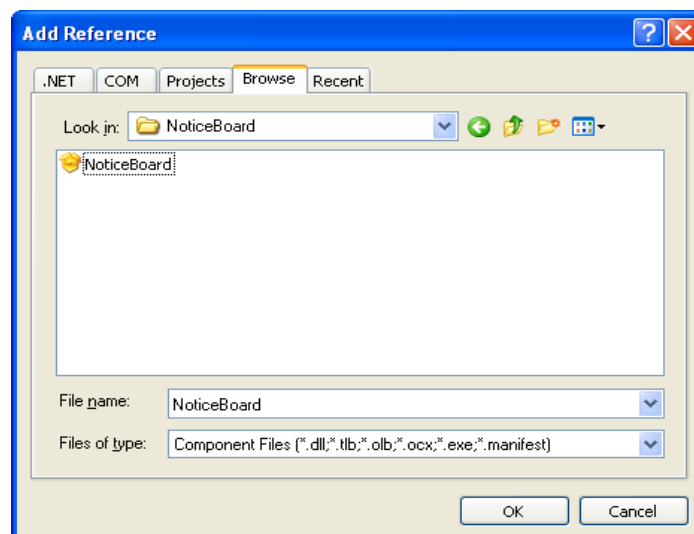 Add Reference
?
.NET COM Projects Browse Recent
Look in: NoticeBoard
NoticeBoard
File name: NoticeBoard
Files of type: Component Files (*.dll;*.tlb;*.olb;*.ocx;*.exe;*.manifest)
OK Cancel